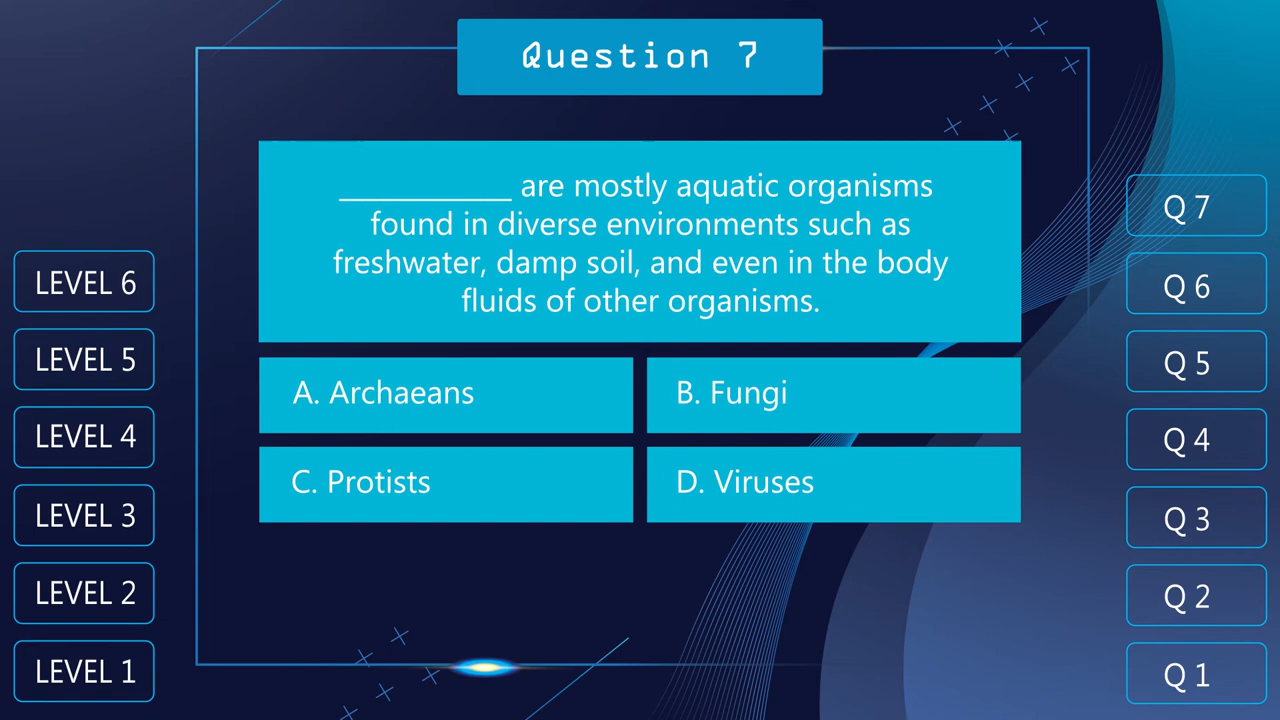 Question 7
____________ are mostly aquatic organisms
found in diverse environments such as
freshwater, damp soil, and even in the body
fluids of other organisms.
A. Archaeans
B. Fungi
C. Protists
D. Viruses
LEVEL 6
LEVEL 5
LEVEL 4
LEVEL 3
LEVEL 2
LEVEL 1
Q 7
Q 6
Q 5
Q 4
Q 3
Q 2
Q 1